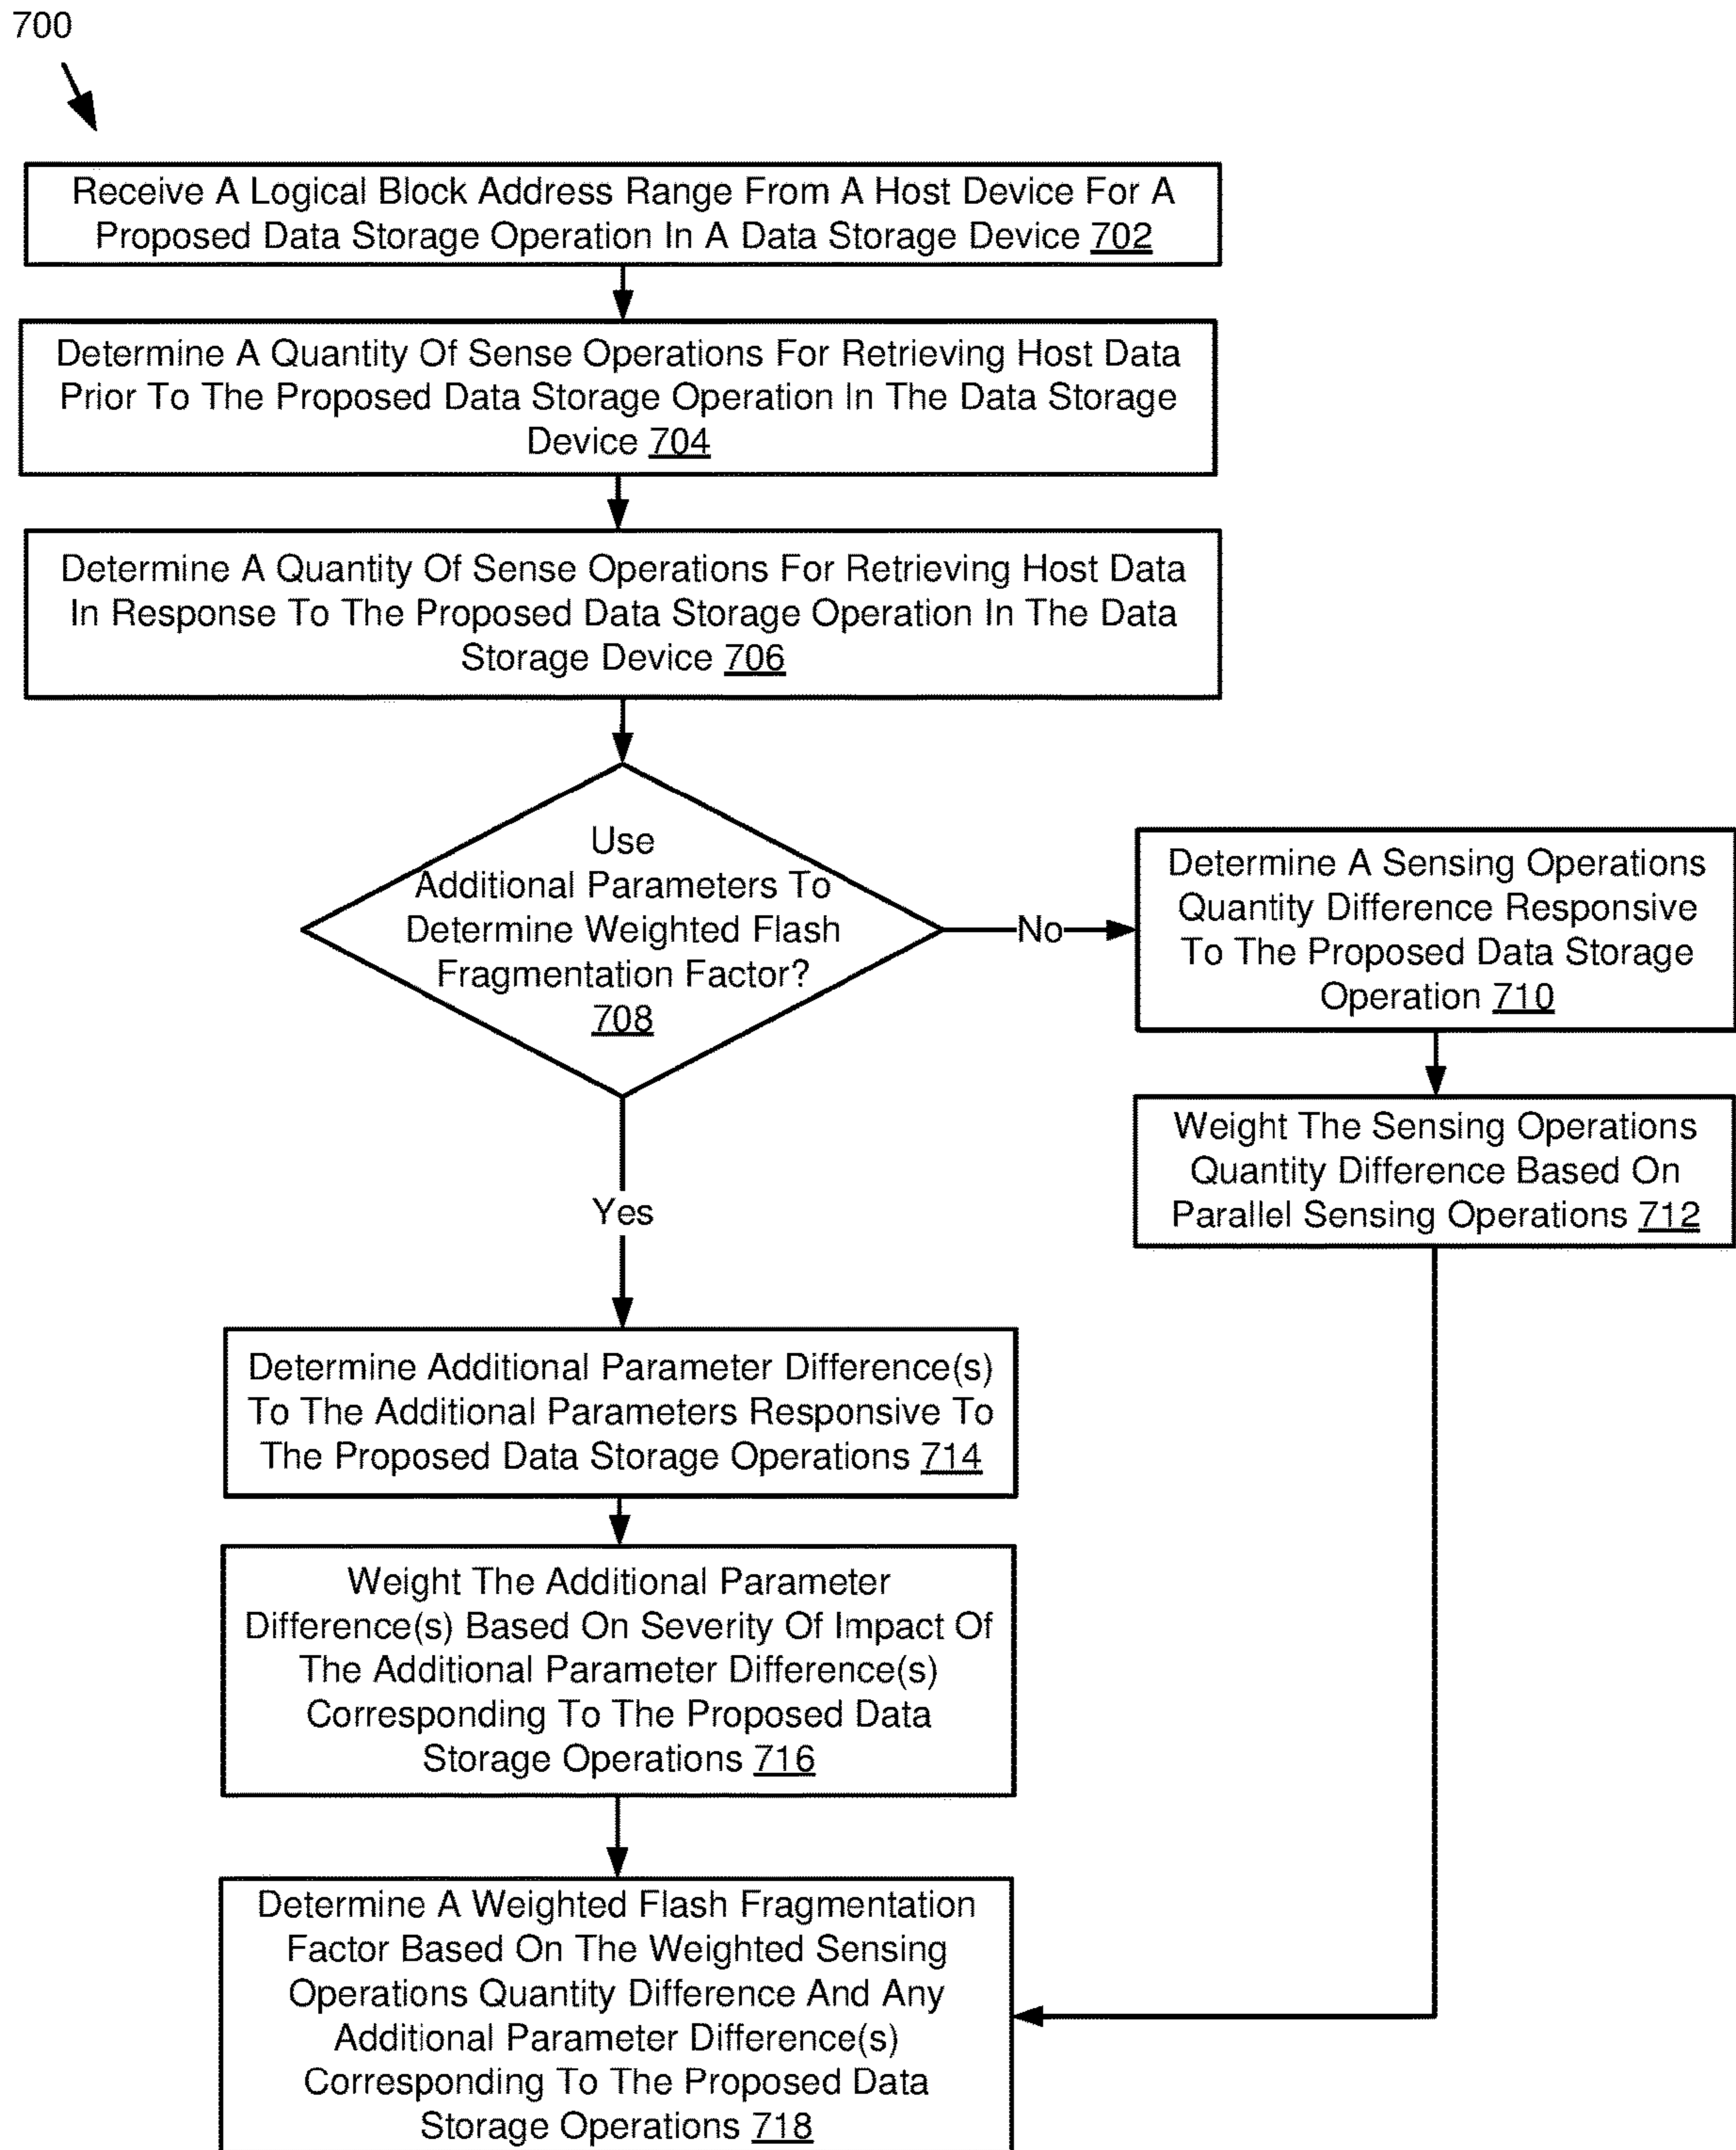 700
Receive A Logical Block Address Range From A Host Device For A
Proposed Data Storage Operation In A Data Storage Device 702
Determine A Quantity Of Sense Operations For Retrieving Host Data
Prior To The Proposed Data Storage Operation In The Data Storage
Device 704
Determine A Quantity Of Sense Operations For Retrieving Host Data
In Response To The Proposed Data Storage Operation In The Data
Storage Device 706
Use
Additional Parameters To
Determine Weighted Flash
Fragmentation Factor?
708
No
Determine A Sensing Operations
Quantity Difference Responsive
To The Proposed Data Storage
Operation 710
Weight The Sensing Operations
Quantity Difference Based On
Parallel Sensing Operations 712
Yes
Determine Additional Parameter Difference(s)
To The Additional Parameters Responsive To
The Proposed Data Storage Operations 714
Weight The Additional Parameter
Difference(s) Based On Severity Of Impact Of
The Additional Parameter Difference(s)
Corresponding To The Proposed Data
Storage Operations 716
Determine A Weighted Flash Fragmentation
Factor Based On The Weighted Sensing
Operations Quantity Difference And Any
Additional Parameter Difference(s)
Corresponding To The Proposed Data
Storage Operations 718